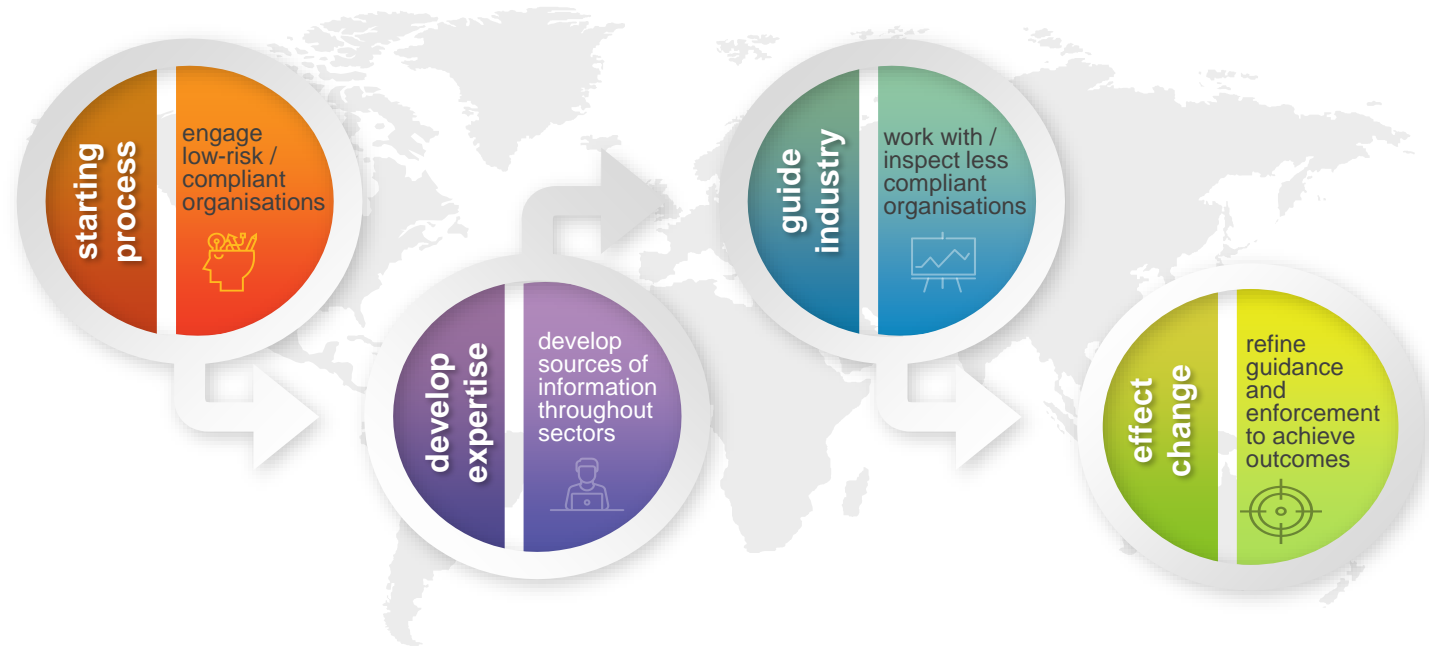 starting
process
engage
low-risk /
compliant
organisations
develop
expertise
develop
sources of
information
throughout
sectors
guide
industry
work with /
inspect less
compliant
organisations
effect
change
refine
guidance
and
enforcement
to achieve
outcomes